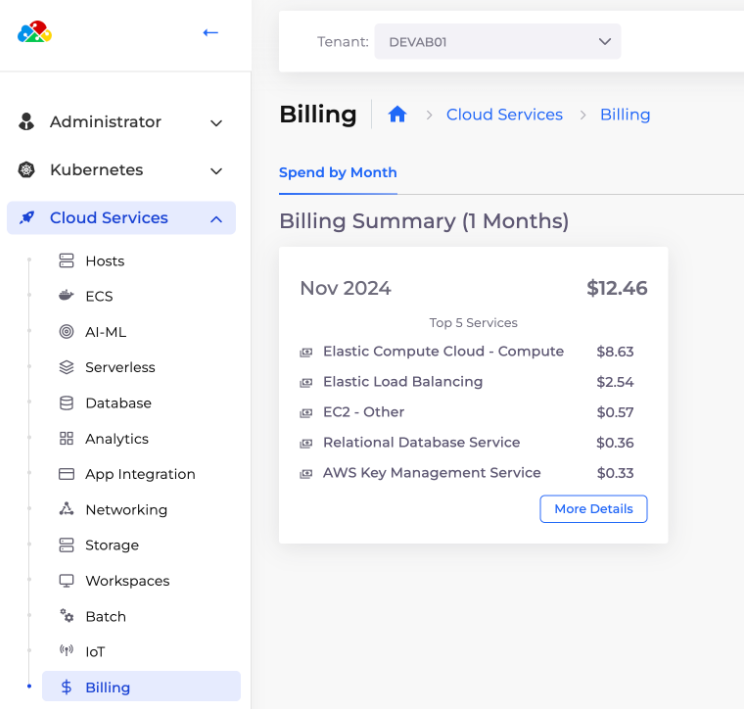 Tenant: DEVAB01
Administrator
Kubernetes
Cloud Services
Hosts
ECS
AI-ML
Serverless
Database
Analytics
App Integration
Networking
Storage
Workspaces
Batch
IoT
Billing
Billing Cloud Services Billing
Spend by Month
Billing Summary (1 Months)
Nov 2024 $12.46
Top 5 Services
Elastic Compute Cloud - Compute $8.63
Elastic Load Balancing $2.54
EC2 - Other $0.57
Relational Database Service $0.36
AWS Key Management Service $0.33
More Details